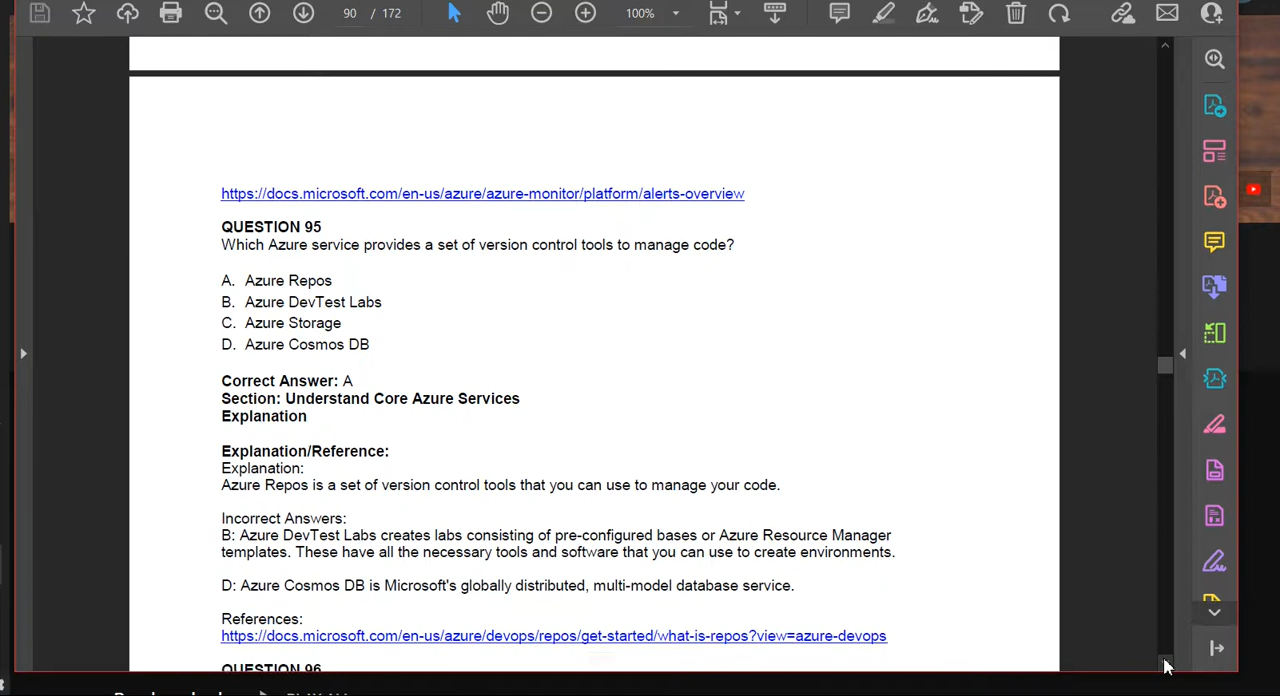 90 / 172
100%
https://docs.microsoft.com/en-us/azure/azure-monitor/platform/alerts-overview
QUESTION 95
Which Azure service provides a set of version control tools to manage code?
A. Azure Repos
B. Azure DevTest Labs
C. Azure Storage
D. Azure Cosmos DB
Correct Answer: A
Section: Understand Core Azure Services
Explanation
Explanation/Reference:
Explanation:
Azure Repos is a set of version control tools that you can use to manage your code.
Incorrect Answers:
B: Azure DevTest Labs creates labs consisting of pre-configured bases or Azure Resource Manager
templates. These have all the necessary tools and software that you can use to create environments.
D: Azure Cosmos DB is Microsoft's globally distributed, multi-model database service.
References:
https://docs.microsoft.com/en-us/azure/devops/repos/get-started/what-is-repos?view=azure-devops
QUESTION 96